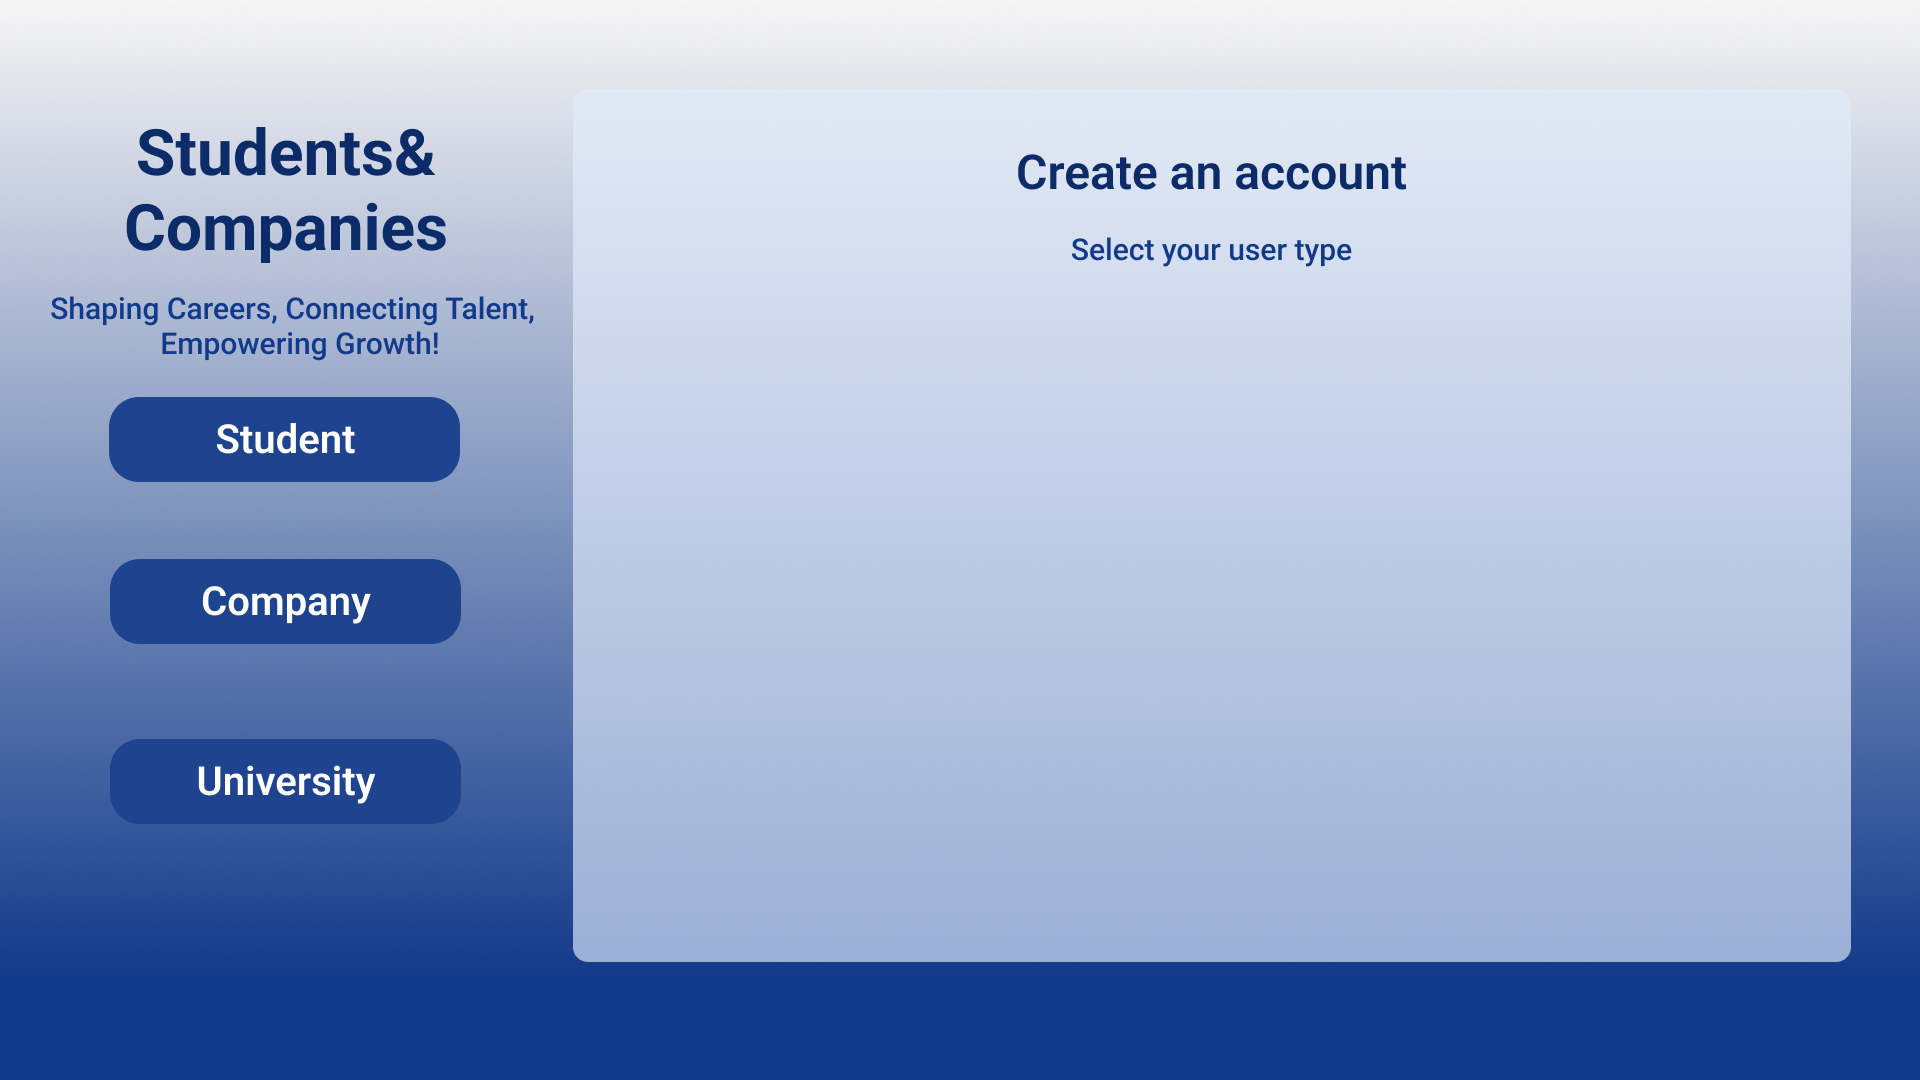 Students&
Companies
Shaping Careers, Connecting Talent,
Empowering Growth!
Student
Company
University
Create an account
Select your user type